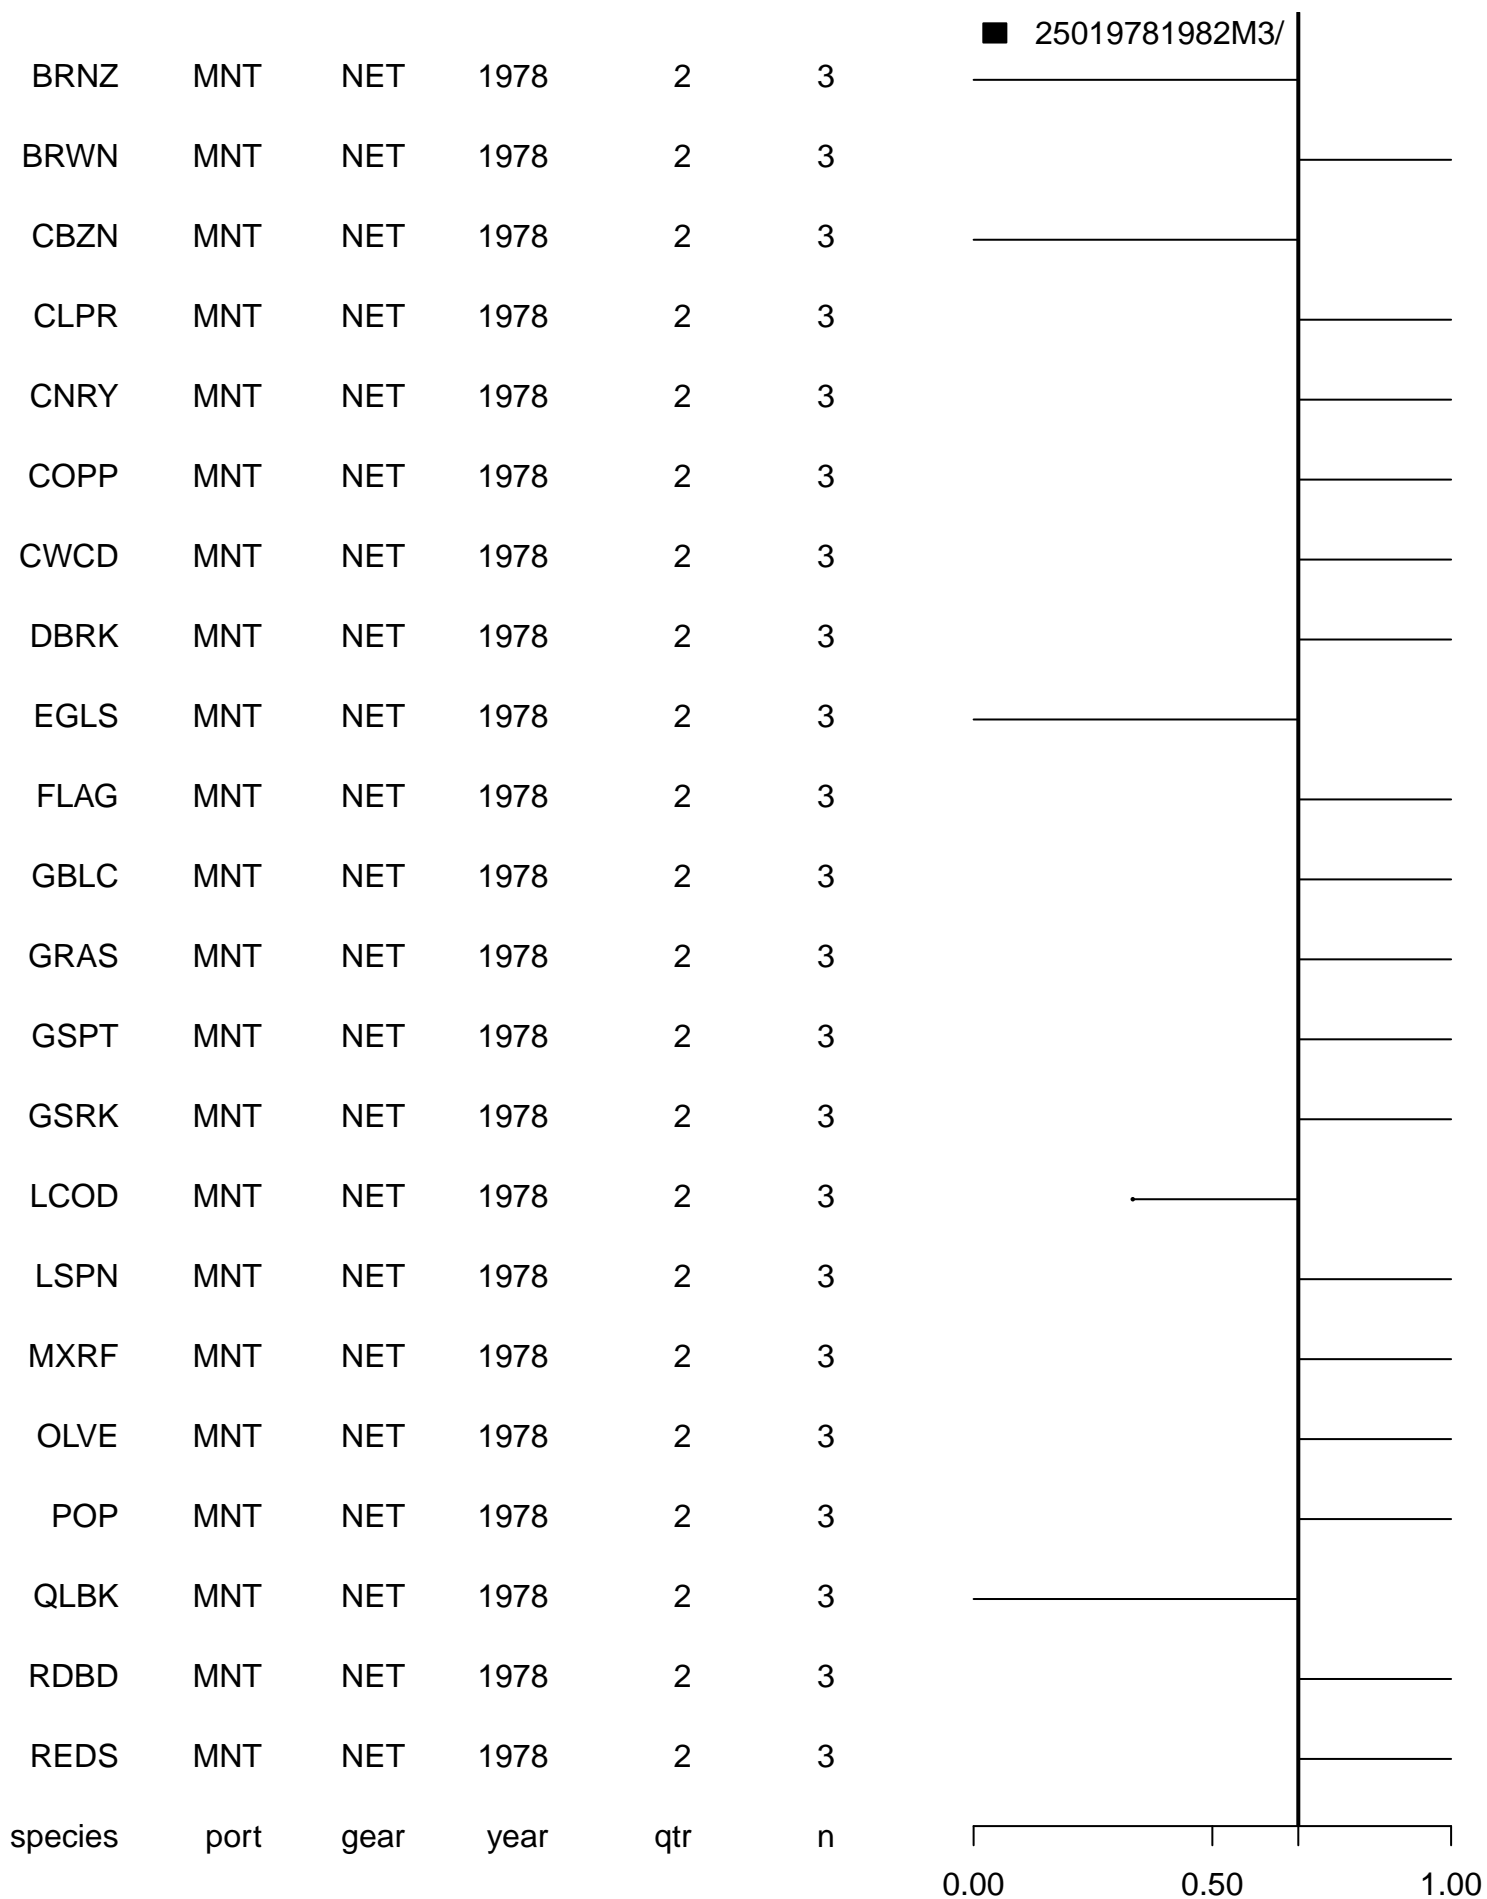 25019781982M3/
BRNZ MNT NET 1978 2 3
BRWN MNT NET 1978 2 3
CBZN MNT NET 1978 2 3
CLPR MNT NET 1978 2 3
CNRY MNT NET 1978 2 3
COPP MNT NET 1978 2 3
CWCD MNT NET 1978 2 3
DBRK MNT NET 1978 2 3
EGLS MNT NET 1978 2 3
FLAG MNT NET 1978 2 3
GBLC MNT NET 1978 2 3
GRAS MNT NET 1978 2 3
GSPT MNT NET 1978 2 3
GSRK MNT NET 1978 2 3
LCOD MNT NET 1978 2 3
LSPN MNT NET 1978 2 3
MXRF MNT NET 1978 2 3
OLVE MNT NET 1978 2 3
POP MNT NET 1978 2 3
QLBK MNT NET 1978 2 3
RDBD MNT NET 1978 2 3
REDS MNT NET 1978 2 3
species port gear year qtr n
0.00 0.50 1.00